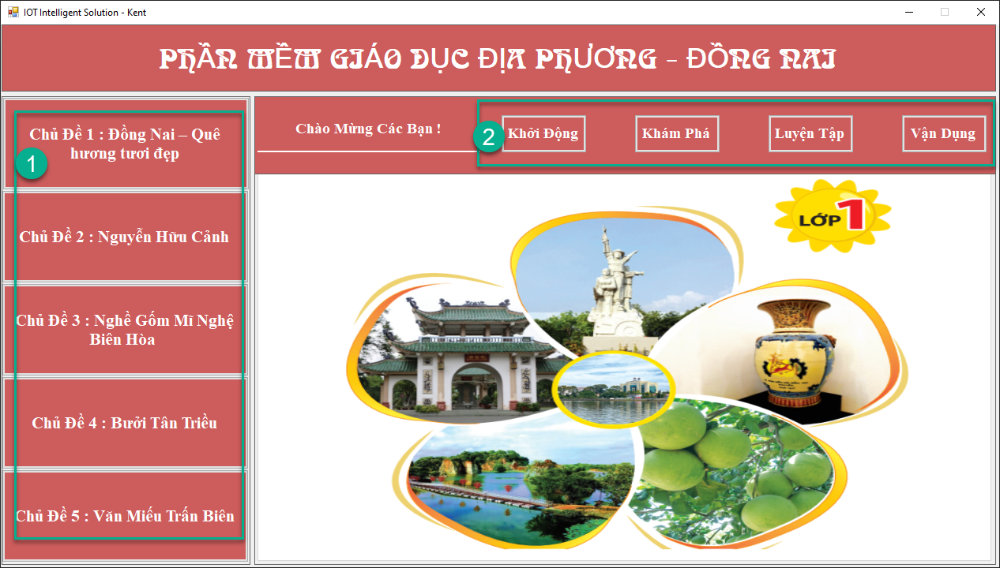 IOT Intelligent Solution - Kent
PHẦN MỀM GIÁO DỤC ĐỊA PHƯƠNG - ĐỒNG NAI
Chủ Đề 1 : Đồng Nai – Quê
hương tươi đẹp
1
Chủ Đề 2 : Nguyễn Hữu Cảnh
Chủ Đề 3 : Nghề Gốm Mĩ Nghệ
Biên Hòa
Chủ Đề 4 : Bưởi Tân Triều
Chủ Đề 5 : Văn Miếu Trấn Biên
Chào Mừng Các Bạn !
2
Khởi Động
Khám Phá
Luyện Tập
Vận Dụng
LỚP 1